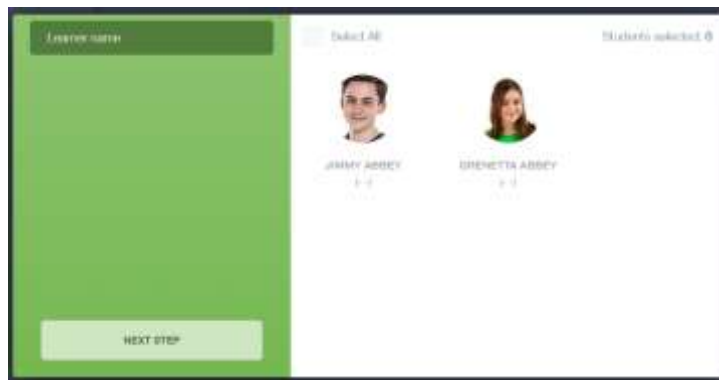 Learner name
Select All
Students selected: 0
JIMMY ABBEY
GRENETTA ABBEY
NEXT STEP